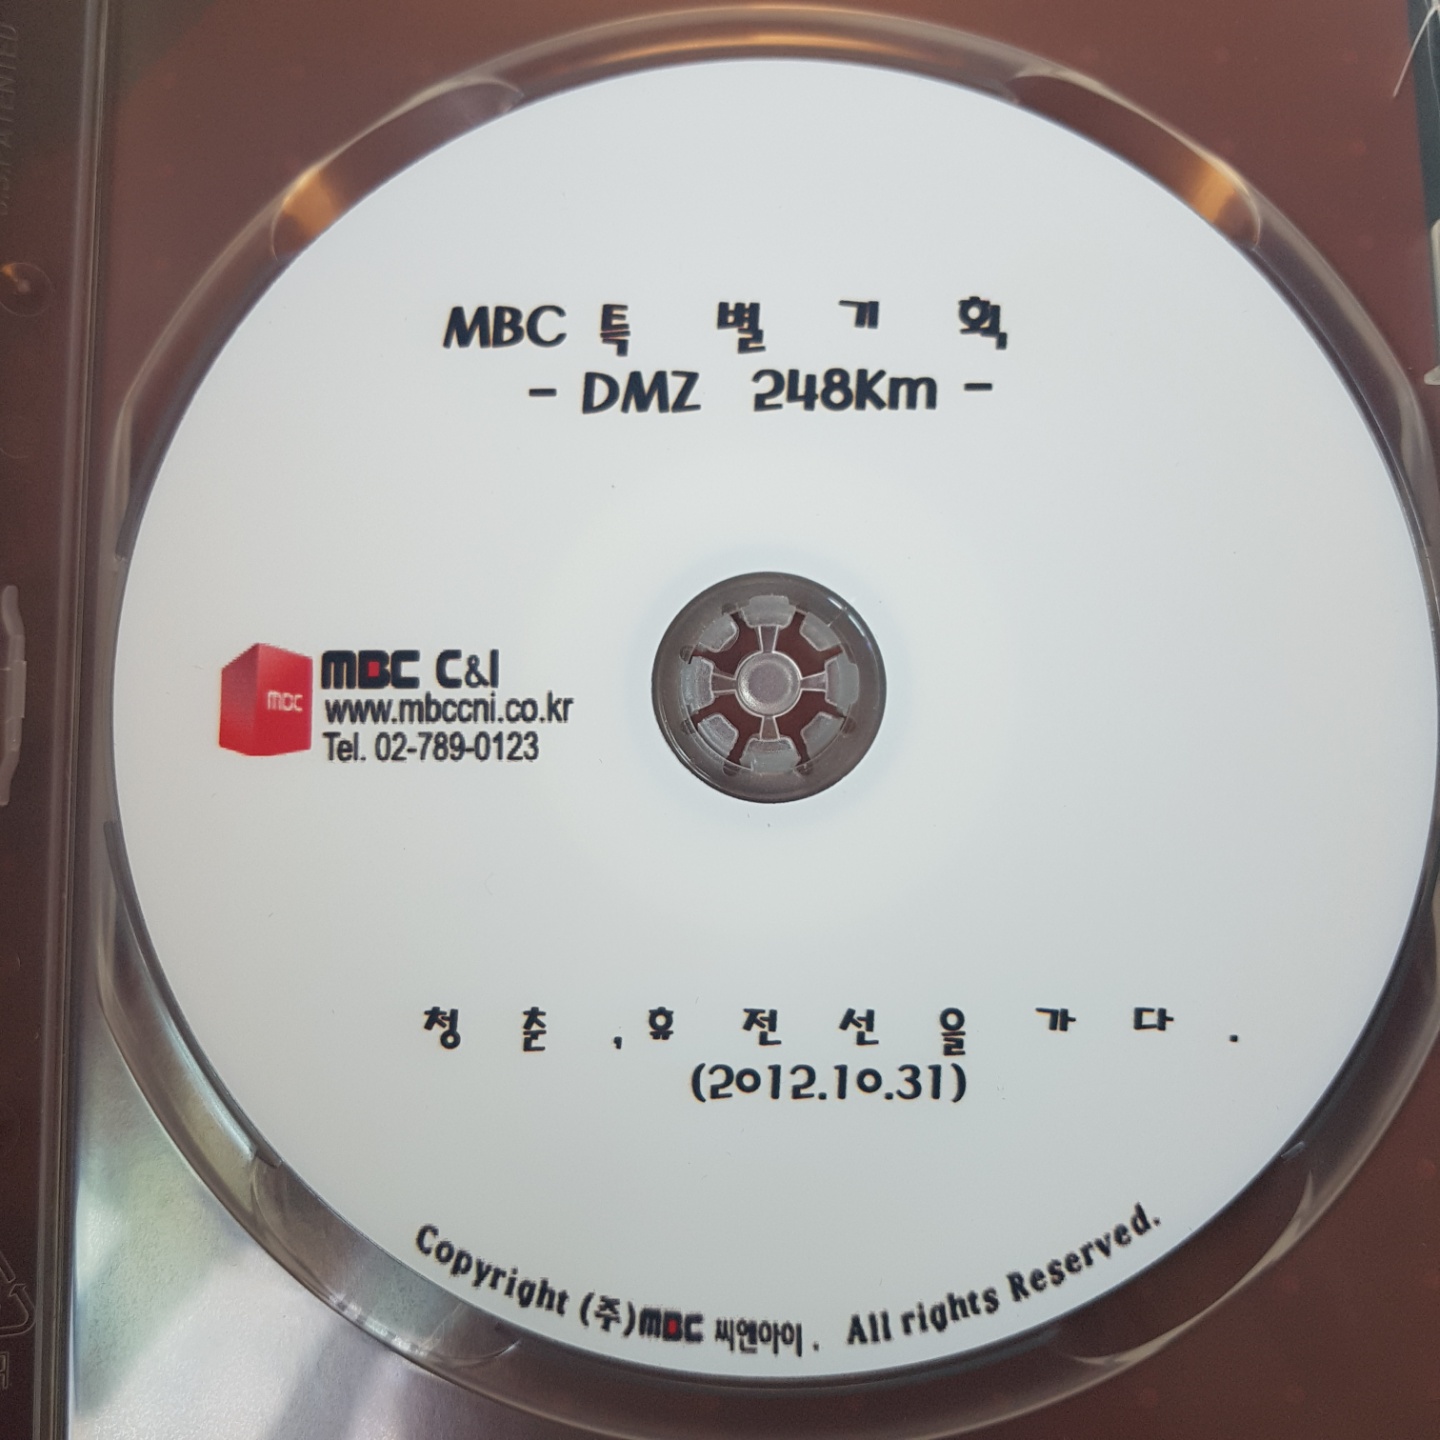 MBC 특 별 기 획
- DMZ 248Km -
mbc
MBC C&I
www.mbccni.co.kr
Tel. 02-789-0123
청 춘 , 휴 전 선 을 가 다 .
(2012.10.31)
Copyright (주)MBC 씨엔아이. All rights Reserved.